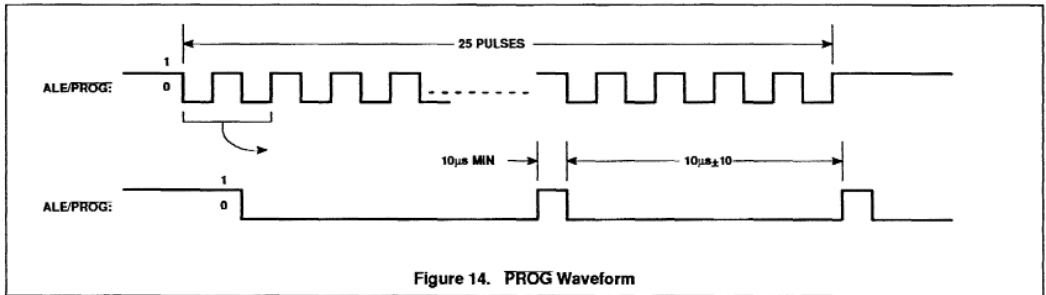 25 PULSES
1
ALE/PROG:
0
10μs MIN
10μs±10
1
ALE/PROG:
0
Figure 14. PROG Waveform